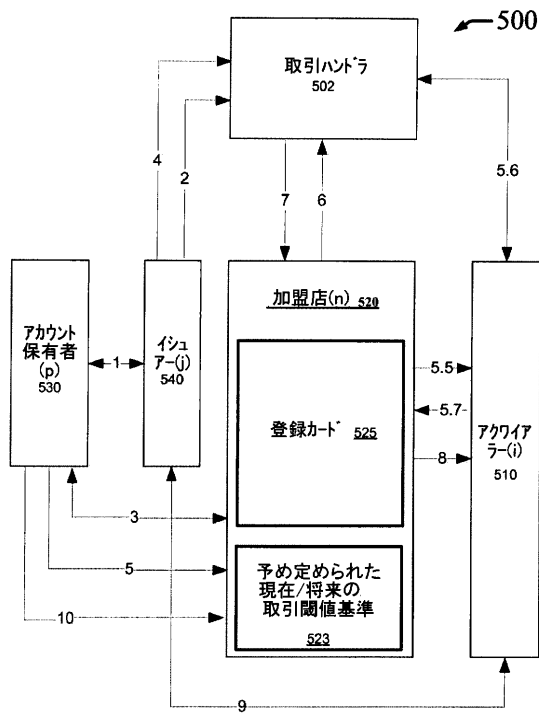 500
取引ハンドラ
502
4
2
7
6
5.6
アカウント
保有者
(p)
530
1
イシュ
アー(j)
540
加盟店(n) 520
登録カード 525
5.5
5.7
8
アクワイア
ラー(i)
510
3
5
10
予め定められた
現在/将来の
取引閾値基準
523
9